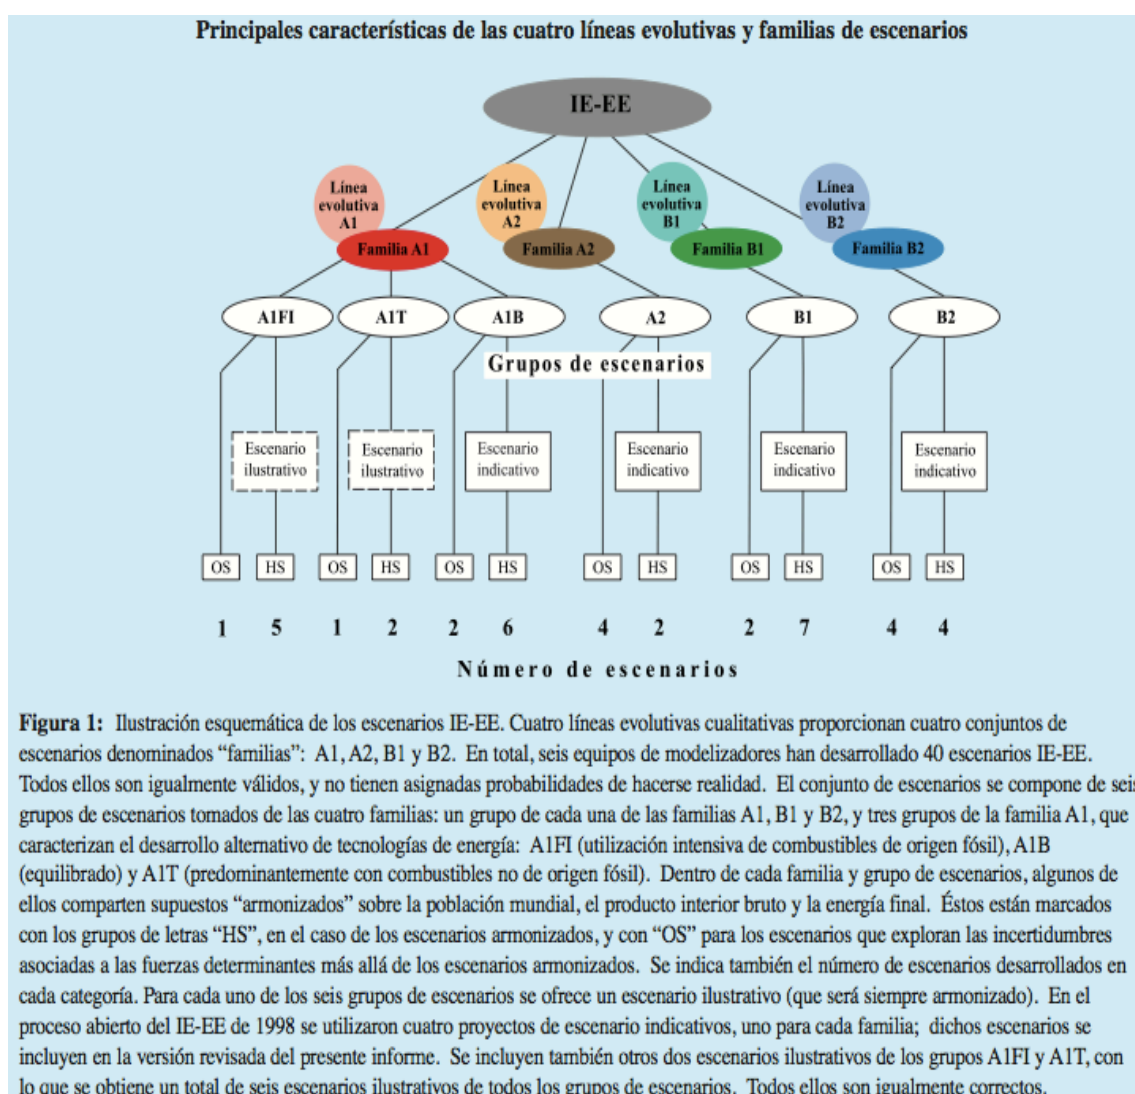 Principales características de las cuatro líneas evolutivas y familias de escenarios
IE-EE
Línea
evolutiva
A1
Línea
evolutiva
A2
Línea
evolutiva
B1
Línea
evolutiva
B2
Familia A1
Familia A2
Familia B1
Familia B2
A1FI
A1T
A1B
A2
B1
B2
Grupos de escenarios
Escenario
ilustrativo
Escenario
ilustrativo
Escenario
indicativo
Escenario
indicativo
Escenario
indicativo
Escenario
indicativo
OS HS OS HS OS HS OS HS OS HS OS HS
1 5 1 2 2 6 4 2 2 7 4 4
Número de escenarios
Figura 1: Ilustración esquemática de los escenarios IE-EE. Cuatro líneas evolutivas cualitativas proporcionan cuatro conjuntos de
escenarios denominados “familias”: A1, A2, B1 y B2. En total, seis equipos de modelizadores han desarrollado 40 escenarios IE-EE.
Todos ellos son igualmente válidos, y no tienen asignadas probabilidades de hacerse realidad. El conjunto de escenarios se compone de seis
grupos de escenarios tomados de las cuatro familias: un grupo de cada una de las familias A1, B1 y B2, y tres grupos de la familia A1, que
caracterizan el desarrollo alternativo de tecnologías de energía: A1FI (utilización intensiva de combustibles de origen fósil), A1B
(equilibrado) y A1T (predominantemente con combustibles no de origen fósil). Dentro de cada familia y grupo de escenarios, algunos de
ellos comparten supuestos “armonizados” sobre la población mundial, el producto interior bruto y la energía final. Éstos están marcados
con los grupos de letras “HS”, en el caso de los escenarios armonizados, y con “OS” para los escenarios que exploran las incertidumbres
asociadas a las fuerzas determinantes más allá de los escenarios armonizados. Se indica también el número de escenarios desarrollados en
cada categoría. Para cada uno de los seis grupos de escenarios se ofrece un escenario ilustrativo (que será siempre armonizado). En el
proceso abierto del IE-EE de 1998 se utilizaron cuatro proyectos de escenario indicativos, uno para cada familia; dichos escenarios se
incluyen en la versión revisada del presente informe. Se incluyen también otros dos escenarios ilustrativos de los grupos A1FI y A1T, con
lo que se obtiene un total de seis escenarios ilustrativos de todos los grupos de escenarios. Todos ellos son igualmente correctos.